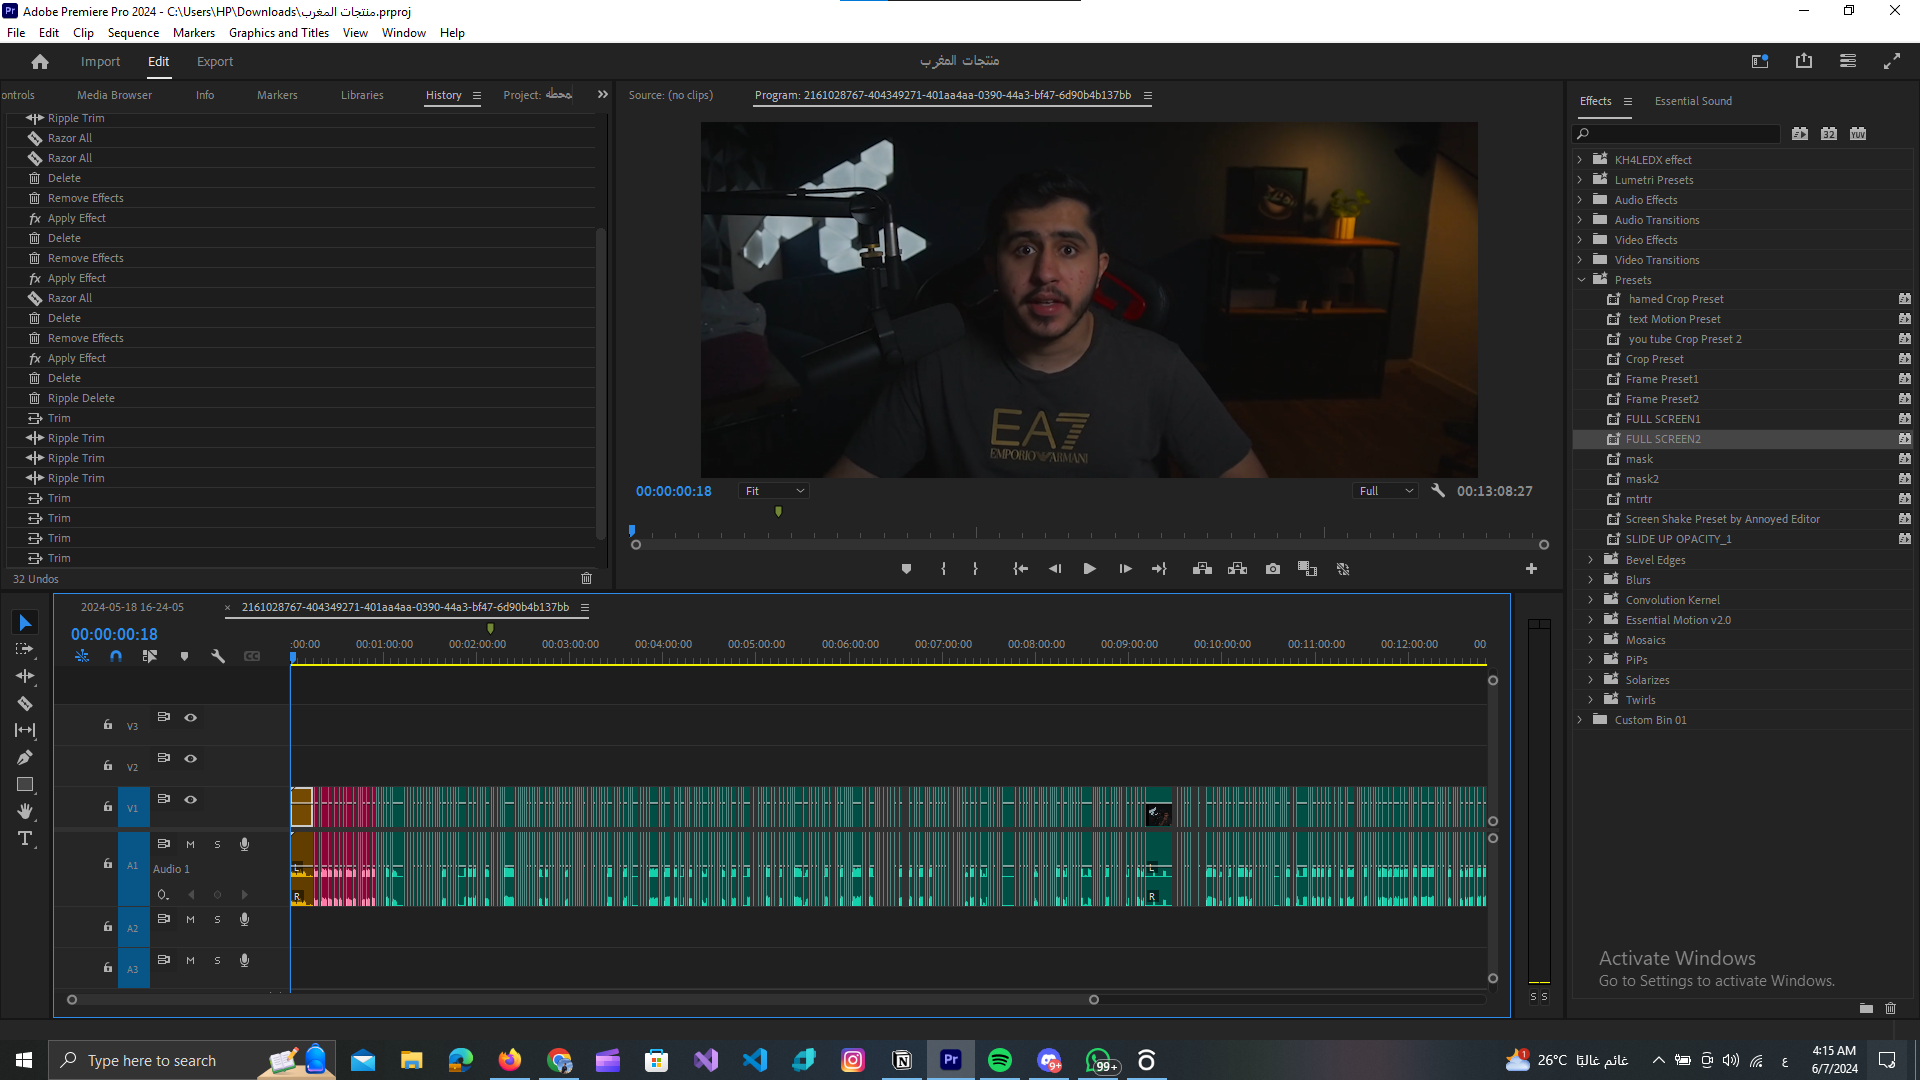 Adobe Premiere Pro 2024 - C:\Users\HP\Downloads\منتجات المغرب.prproj
File Edit Clip Sequence Markers Graphics and Titles View Window Help
Import Edit Export
منتجات المغرب
ontrols Media Browser Info Markers Libraries History Project:
Ripple Trim
Razor All
Razor All
Delete
Remove Effects
Apply Effect
Delete
Remove Effects
Apply Effect
Razor All
Delete
Remove Effects
Apply Effect
Delete
Ripple Delete
Trim
Ripple Trim
Ripple Trim
Ripple Trim
Trim
Trim
Trim
Trim
32 Undos
Source: (no clips) Program: 2161028767-404349271-401aa4aa-0390-44a3-bf47-6d90b4b137bb
EA7
EMPORIO ARMANI
00:00:00:18 Fit Full 00:13:08:27
Effects Essential Sound
32 YUV
KH4LEDX effect
Lumetri Presets
Audio Effects
Audio Transitions
Video Effects
Video Transitions
Presets
hamed Crop Preset
text Motion Preset
you tube Crop Preset 2
Crop Preset
Frame Preset1
Frame Preset2
FULL SCREEN1
FULL SCREEN2
mask
mask2
mtrtr
Screen Shake Preset by Annoyed Editor
SLIDE UP OPACITY_1
Bevel Edges
Blurs
Convolution Kernel
Essential Motion v2.0
Mosaics
PiPs
Solarizes
Twirls
Custom Bin 01
2024-05-18 16-24-05 × 2161028767-404349271-401aa4aa-0390-44a3-bf47-6d90b4b137bb
00:00:00:18
:00:00 00:01:00:00 00:02:00:00 00:03:00:00 00:04:00:00 00:05:00:00 00:06:00:00 00:07:00:00 00:08:00:00 00:09:00:00 00:10:00:00 00:11:00:00 00:12:00:00 00
CC
V3
V2
V1
A1 M S
Audio 1
L L
R R
A2 M S
A3 M S
S S
Activate Windows
Go to Settings to activate Windows.
Type here to search
Pr
9+
99+
1
26°C غائم غالبًا
ع
4:15 AM
6/7/2024